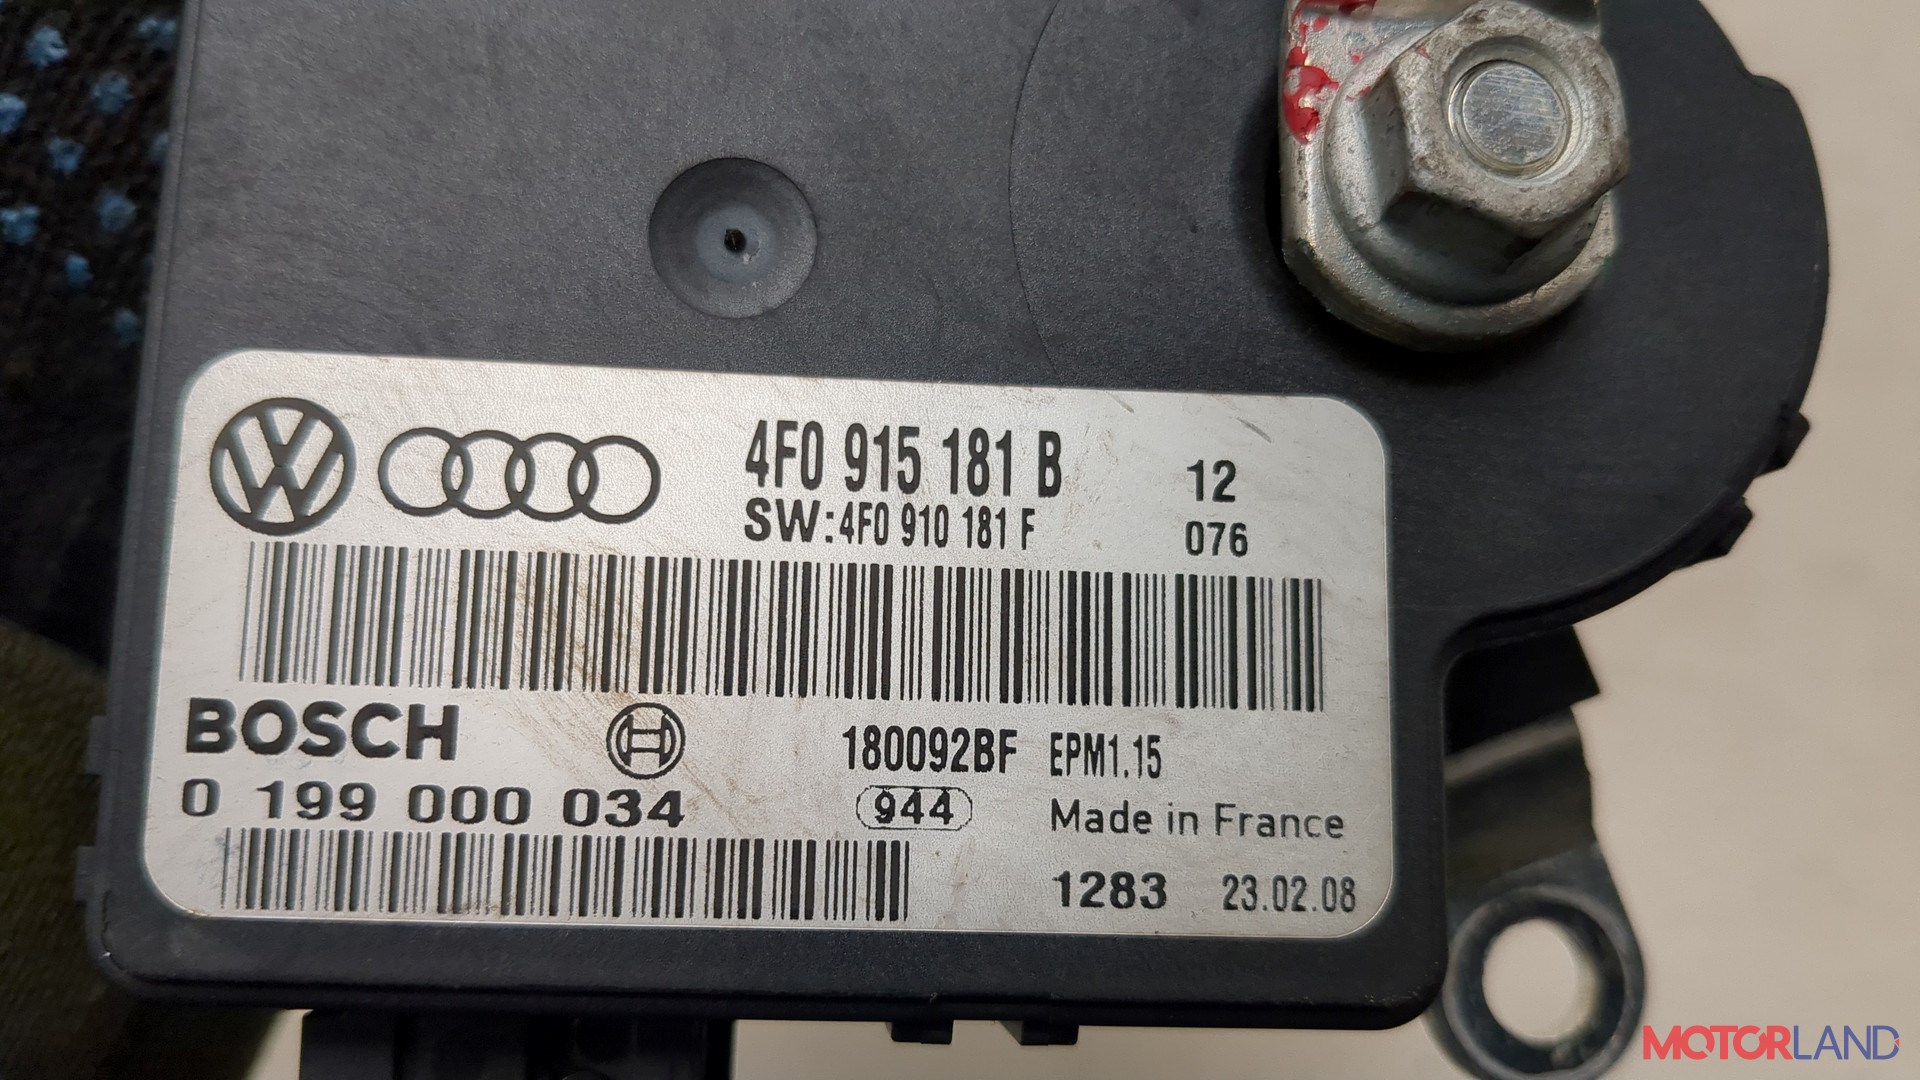 4F0 915 181 B 12
SW:4F0 910 181 F 076
BOSCH 180092BF EPM1.15
0 199 000 034 944 Made in France
1283 23.02.08
MOTORLAND